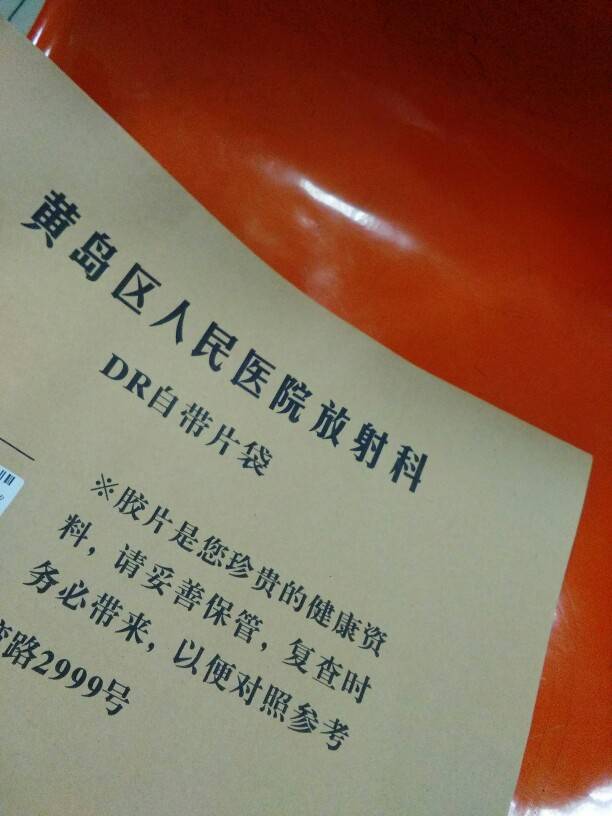 黄岛区人民医院放射科
DR自带片袋
※胶片是您珍贵的健康资
料，请妥善保管，复查时
务必带来，以便对照参考
路2999号